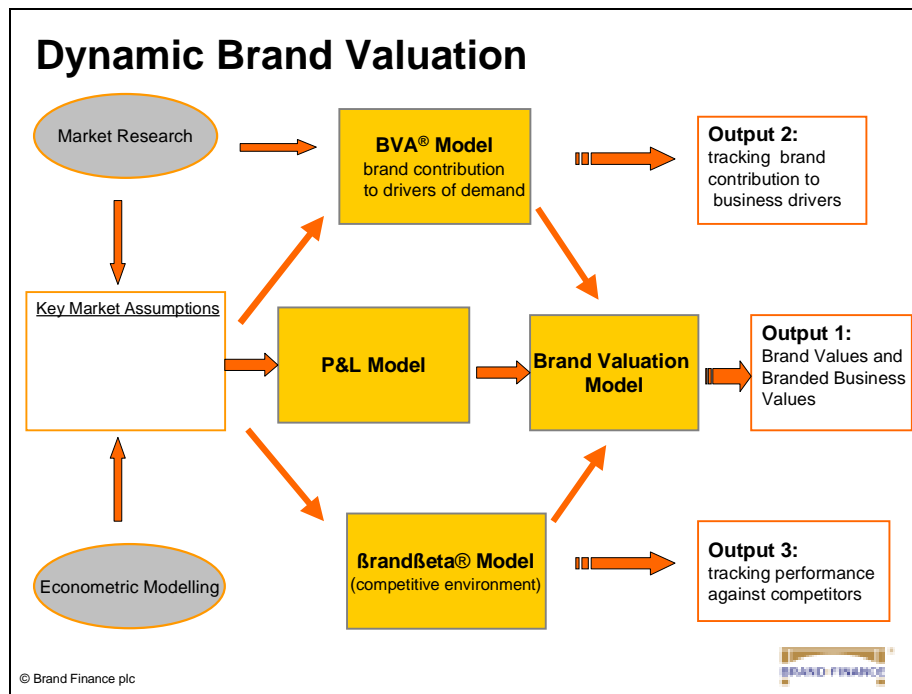 Dynamic Brand Valuation
Market Research
BVA® Model
brand contribution
to drivers of demand
Output 2:
tracking brand
contribution to
business drivers
Key Market Assumptions
P&L Model
Brand Valuation
Model
Output 1:
Brand Values and
Branded Business
Values
Econometric Modelling
ßrandßeta® Model
(competitive environment)
Output 3:
tracking performance
against competitors
© Brand Finance plc
BRAND FINANCE